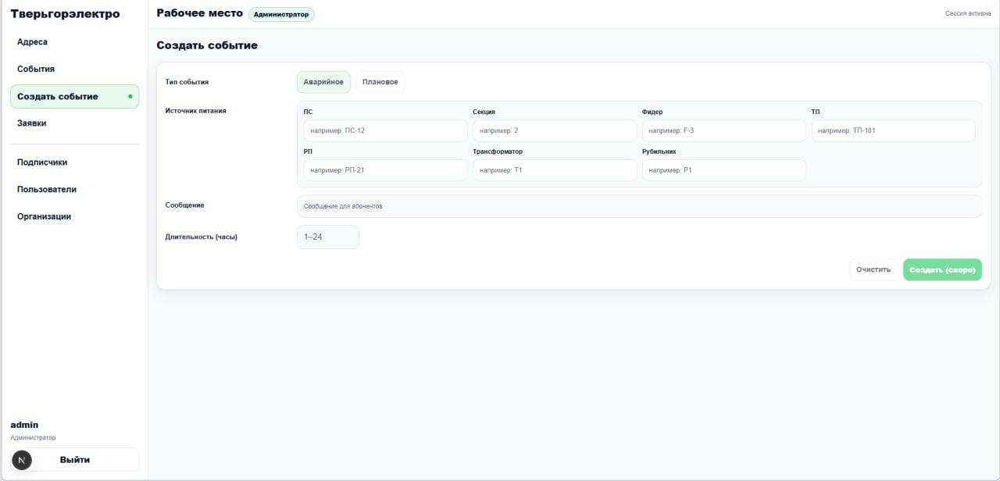 Тверьгорэлектро
Адреса
События
Создать событие
Заявки
Подписчики
Пользователи
Организации
admin
Администратор
N
Выйти
Рабочее место Администратор
Сессия активна
Создать событие
Тип события Аварийное Плановое
Источник питания
ПС Секция Фидер ТП
например: ПС-12 например: 2 например: F-3 например: ТП-101
РП Трансформатор Рубильник
например: РП-21 например: Т1 например: Р1
Сообщение Сообщение для абонентов
Длительность (часы) 1–24
Очистить Создать (скоро)